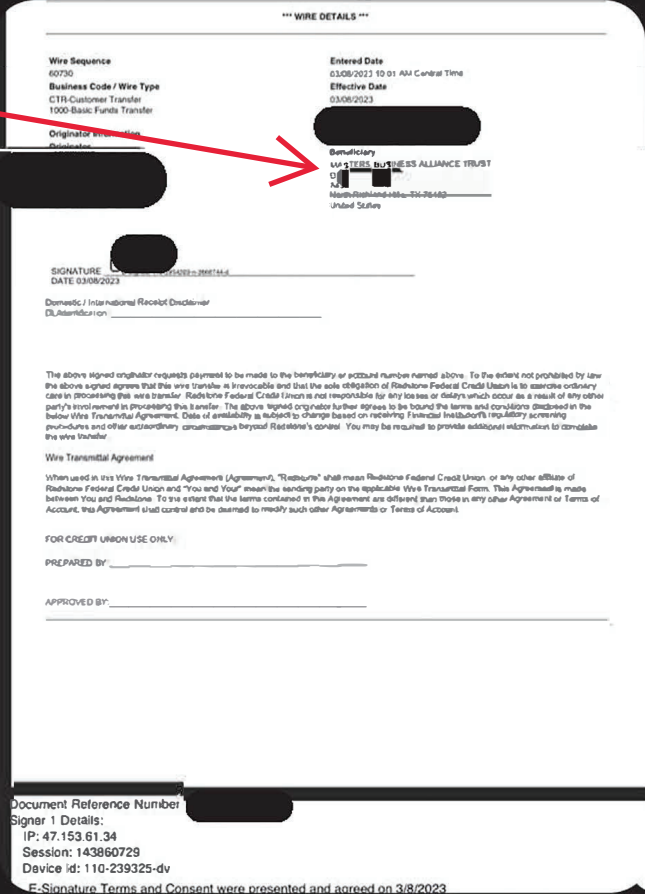 *** WIRE DETAILS ***
Wire Sequence
60730
Business Code / Wire Type
CTR-Customer Transfer
1000-Basic Funds Transfer
Originator Information
Originator
Entered Date
03/08/2023 10:01 AM Central Time
Effective Date
03/08/2023
Beneficiary
MASTERS BUSINESS ALLIANCE TRUST
North Richland Hills, TX 76182
United States
SIGNATURE
DATE 03/08/2023
Domestic / International Receipt Disclaimer
DL/Identification
The above signed originator requests payment to be made to the beneficiary or account number named above. To the extent not prohibited by law
the above signed agrees that this wire transfer is irrevocable and that the sole obligation of Redstone Federal Credit Union is to exercise ordinary
care in processing this wire transfer. Redstone Federal Credit Union is not responsible for any losses or delays which occur as a result of any other
party's involvement in processing this transfer. The above signed originator further agrees to be bound the terms and conditions disclosed in the
below Wire Transmittal Agreement. Date of availability is subject to change based on receiving Financial Institution's regulatory screening
procedures and other extraordinary circumstances beyond Redstone's control. You may be required to provide additional information to complete
the wire transfer
Wire Transmittal Agreement
When used in this Wire Transmittal Agreement (Agreement), "Redstone" shall mean Redstone Federal Credit Union, or any other affiliate of
Redstone Federal Credit Union and "You and Your" mean the sending party on the applicable Wire Transmittal Form. This Agreement is made
between You and Redstone. To the extent that the terms contained in this Agreement are different than those in any other Agreement or Terms of
Account, this Agreement shall control and be deemed to modify such other Agreements or Terms of Account.
FOR CREDIT UNION USE ONLY:
PREPARED BY:
APPROVED BY:
Document Reference Number
Signer 1 Details:
IP: 47.153.61.34
Session: 143860729
Device id: 110-239325-dv
E-Signature Terms and Consent were presented and agreed on 3/8/2023